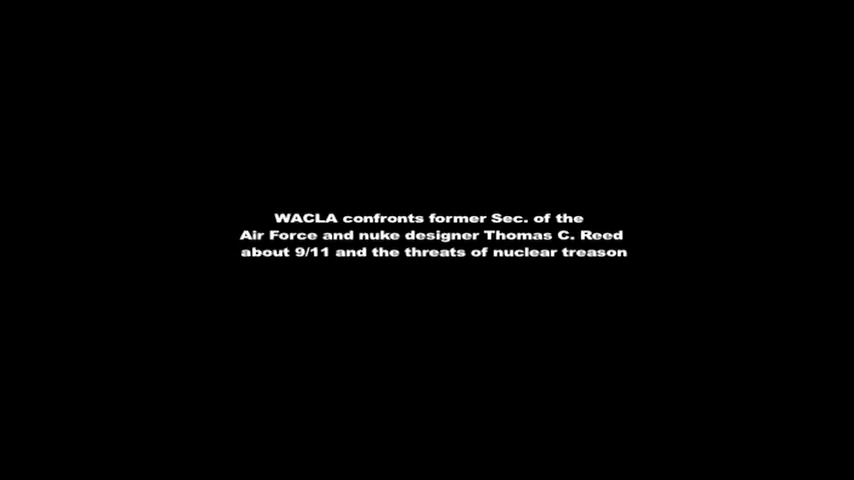 WACLA confronts former Sec. of the
Air Force and nuke designer Thomas C. Reed
about 9/11 and the threats of nuclear treason